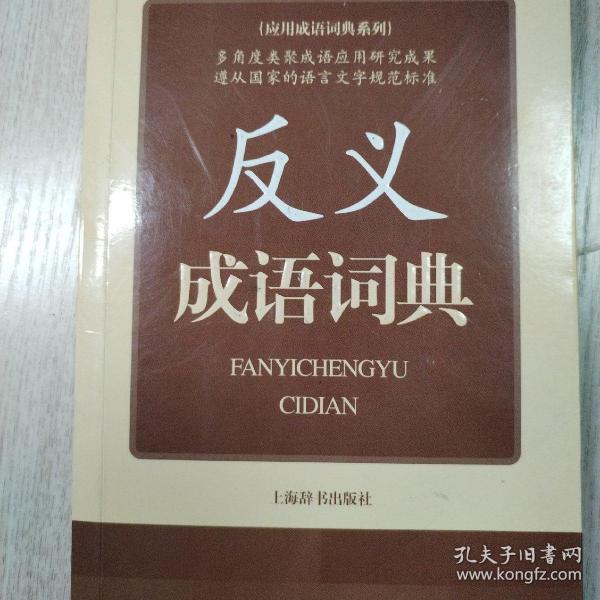 {应用成语词典系列}
多角度类聚成语应用研究成果
遵从国家的语言文字规范标准
反义
成语词典
FANYICHENGYU
CIDIAN
上海辞书出版社
孔夫子旧书网
www.kongfz.com